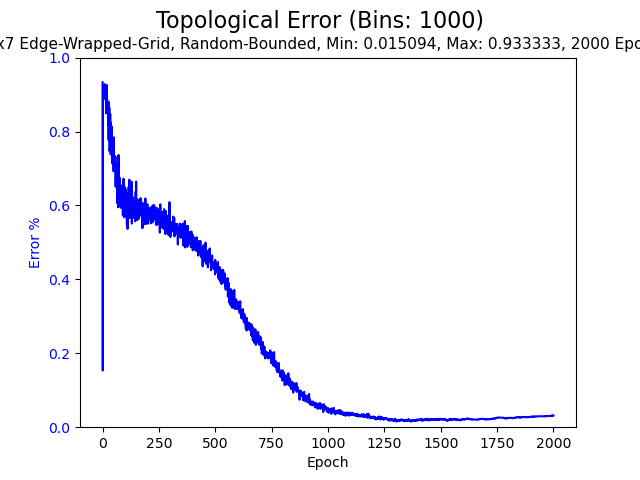 Topological Error (Bins: 1000)
x7 Edge-Wrapped-Grid, Random-Bounded, Min: 0.015094, Max: 0.933333, 2000 Epo
1.0
0.8
0.6
0.4
0.2
0.0
Error %
0 250 500 750 1000 1250 1500 1750 2000
Epoch